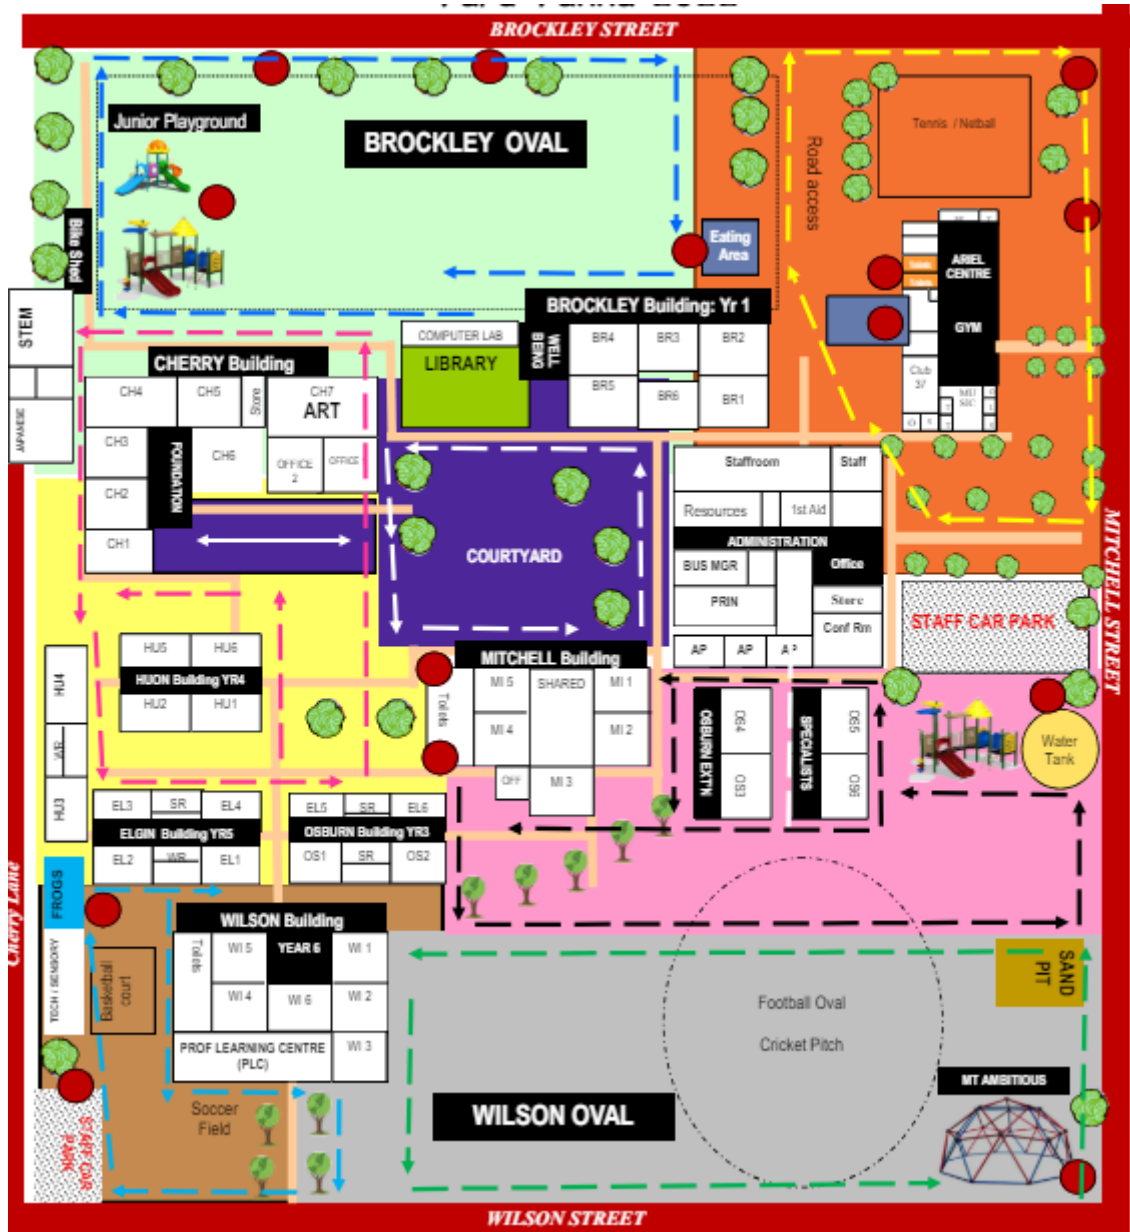 BROCKLEY STREET
Junior Playground
BROCKLEY OVAL
Tennis / Netball
Road access
Bike Shed
Eating
Area
ARIEL
CENTRE
GYM
STEM
JAPANESE
BROCKLEY Building: Yr 1
COMPUTER LAB
LIBRARY
WELL
BEING
BR4
BR3
BR2
BR5
BR6
BR1
Club
37
MU
SIC
CHERRY Building
CH4
CH5
Store
CH7
ART
CH3
FOUNDATION
CH6
OFFICE
2
OFFICE
CH2
CH1
COURTYARD
Staffroom
Staff
Resources
1st Aid
ADMINISTRATION
BUS MGR
Office
PRIN
Store
Conf Rm
AP
AP
STAFF CAR PARK
MITCHELL STREET
HU5
HU6
HUON Building YR4
HU2
HU1
HU4
WR
HU3
MITCHELL Building
Toilets
MI 5
SHARED
MI 1
MI 4
MI 2
OFF
MI 3
OSBURN EXT'N
OS4
OS3
SPECIALISTS
OS5
OS6
Water
Tank
EL3
SR
EL4
ELGIN Building YR5
EL2
WR
EL1
EL5
SR
EL6
OSBURN Building YR3
OS1
SR
OS2
Cherry Lane
FROGS
TOCH / SENSORY
Basketball
court
WILSON Building
Toilets
WI 5
YEAR 6
WI 1
WI 4
WI 6
WI 2
PROF LEARNING CENTRE
(PLC)
WI 3
SAND
PIT
Football Oval
Cricket Pitch
MT AMBITIOUS
WILSON OVAL
Soccer
Field
STAFF CAR
PARK
WILSON STREET